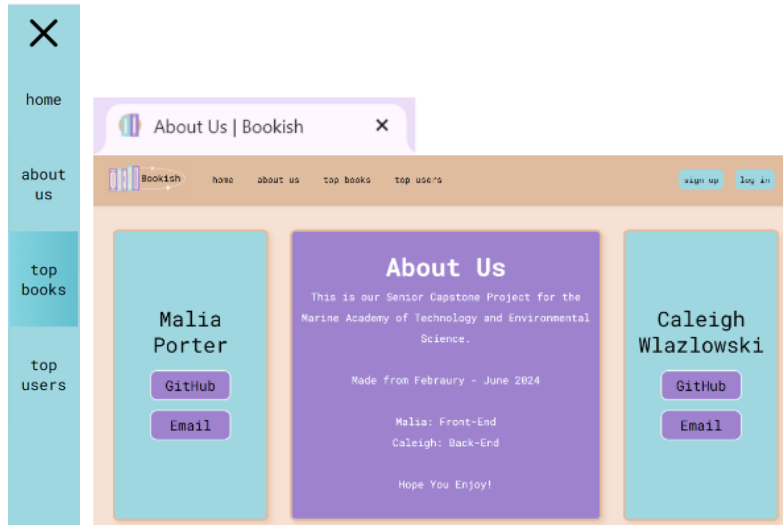 home
about
us
top
books
top
users
About Us | Bookish
Bookish
home
about us
top books
top users
sign up
log in
Malia
Porter
GitHub
Email
About Us
This is our Senior Capstone Project for the
Marine Academy of Technology and Environmental
Science.
Made from Febraury - June 2024
Malia: Front-End
Caleigh: Back-End
Hope You Enjoy!
Caleigh
Wlazlowski
GitHub
Email